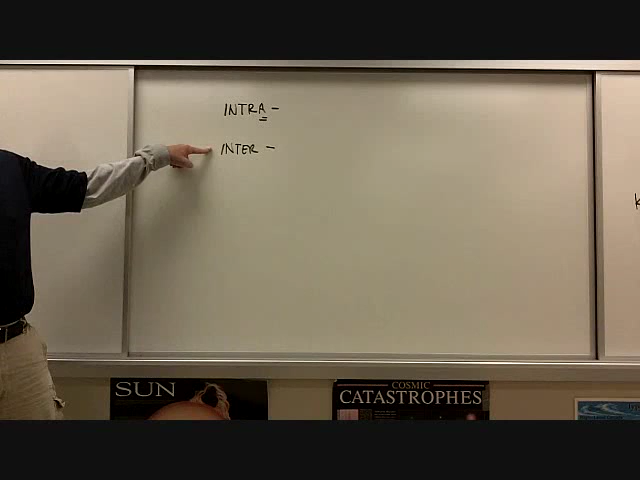 INTRA -
INTER -
K
SUN
COSMIC
CATASTROPHES